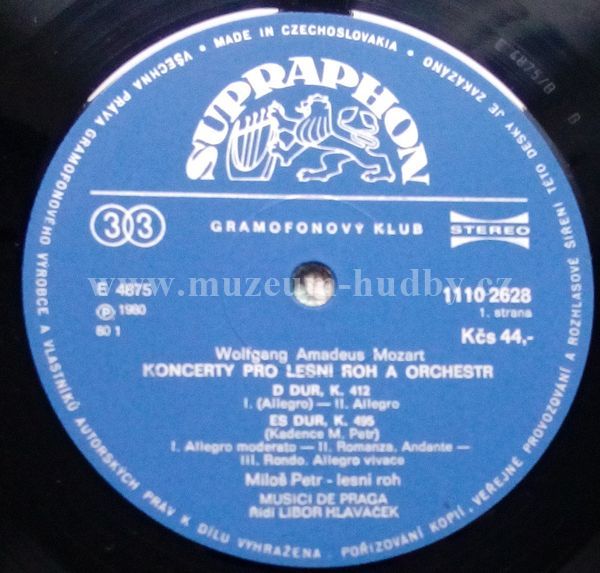 VŠECHNA PRÁVA GRAMOFONOVÉHO VÝROBCE A VLASTNÍKŮ AUTORSKÝCH PRÁV K DÍLU VYHRAŽENA. POŘIZOVÁNÍ KOPIÍ, VEŘEJNÉ PROVOZOVÁNÍ A ROZHLASOVÉ ŠÍŘENÍ TÉTO DESKY JE ZAKÁZÁNO
• MADE IN CZECHOSLOVAKIA •
SUPRAPHON
33
GRAMOFONOVÝ KLUB
STEREO
www.muzeum-hudby.cz
E 4875
1110 2628
Ⓟ 1980
1. strana
80 1
Kčs 44,-
Wolfgang Amadeus Mozart
KONCERTY PRO LESNÍ ROH A ORCHESTR
D DUR, K. 412
I. (Allegro) — II. Allegro
ES DUR, K. 495
(Kadence M. Petr)
I. Allegro moderato — II. Romanza. Andante —
III. Rondo. Allegro vivace
Miloš Petr - lesní roh
MUSICI DE PRAGA
Řídí LIBOR HLAVÁČEK